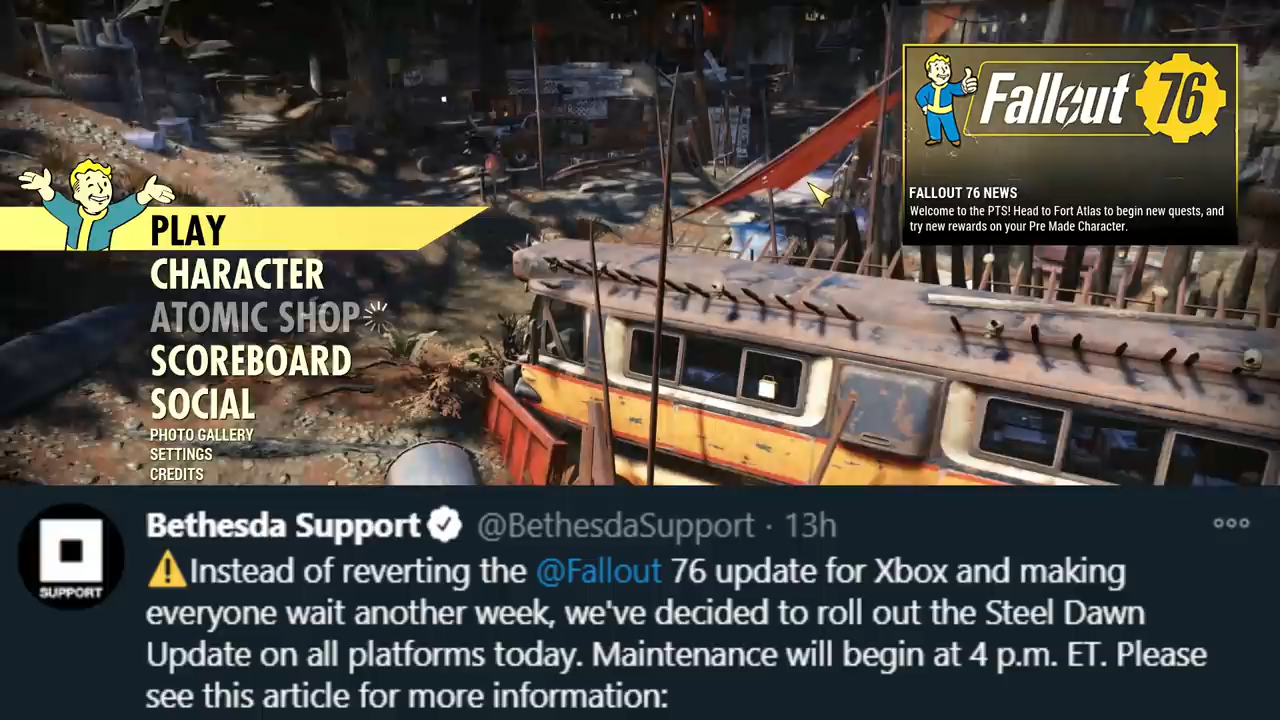 Fallout 76
FALLOUT 76 NEWS
Welcome to the PTS! Head to Fort Atlas to begin new quests, and
try new rewards on your Pre Made Character.
PLAY
CHARACTER
ATOMIC SHOP
SCOREBOARD
SOCIAL
PHOTO GALLERY
SETTINGS
CREDITS
SUPPORT
Bethesda Support @BethesdaSupport · 13h
⚠️Instead of reverting the @Fallout 76 update for Xbox and making
everyone wait another week, we've decided to roll out the Steel Dawn
Update on all platforms today. Maintenance will begin at 4 p.m. ET. Please
see this article for more information: